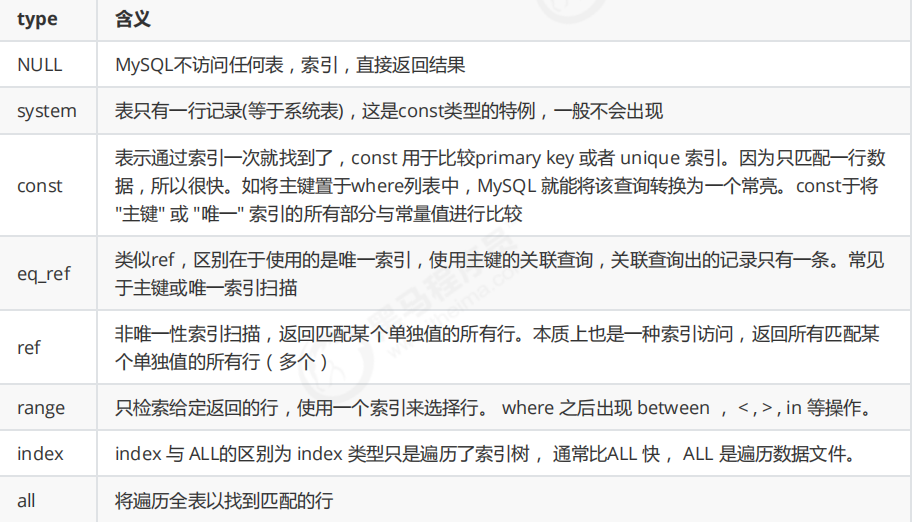 type 含义
NULL MySQL不访问任何表，索引，直接返回结果
system 表只有一行记录(等于系统表)，这是const类型的特例，一般不会出现
const 表示通过索引一次就找到了，const 用于比较primary key 或者 unique 索引。因为只匹配一行数
据，所以很快。如将主键置于where列表中，MySQL 就能将该查询转换为一个常亮。const于将
"主键" 或 "唯一" 索引的所有部分与常量值进行比较
eq_ref 类似ref，区别在于使用的是唯一索引，使用主键的关联查询，关联查询出的记录只有一条。常见
于主键或唯一索引扫描
ref 非唯一性索引扫描，返回匹配某个单独值的所有行。本质上也是一种索引访问，返回所有匹配某
个单独值的所有行（多个）
range 只检索给定返回的行，使用一个索引来选择行。 where 之后出现 between ， < , > , in 等操作。
index index 与 ALL的区别为 index 类型只是遍历了索引树， 通常比ALL 快， ALL 是遍历数据文件。
all 将遍历全表以找到匹配的行